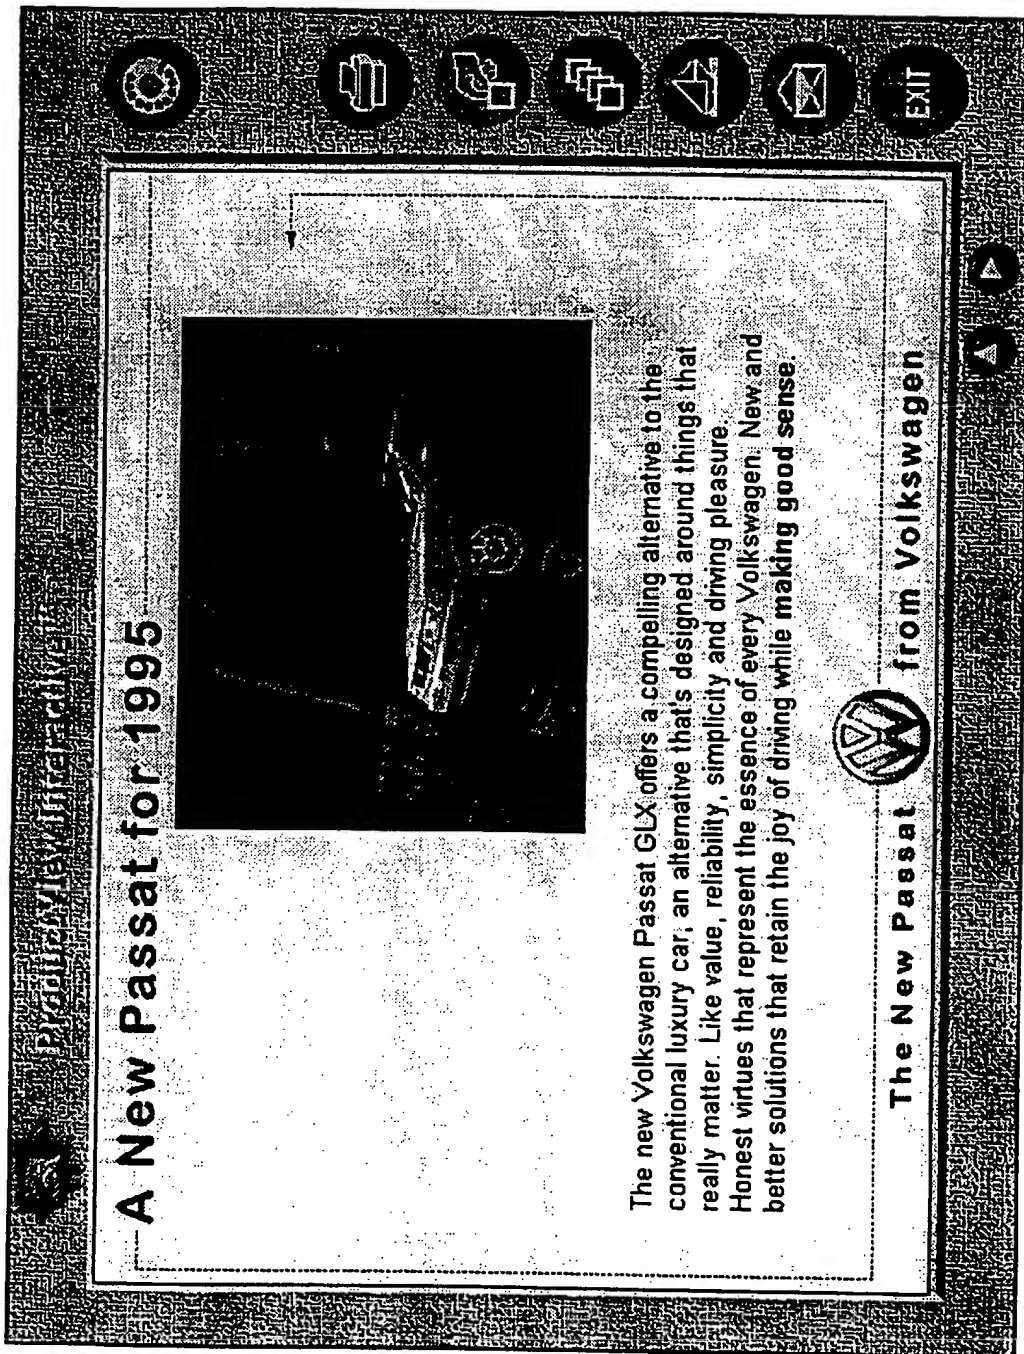 ProductView Interactive
A New Passat for 1995
The new Volkswagen Passat GLX offers a compelling alternative to the
conventional luxury car; an alternative that's designed around things that
really matter. Like value, reliability, simplicity and driving pleasure.
Honest virtues that represent the essence of every Volkswagen. New and
better solutions that retain the joy of driving while making good sense.
The New Passat from Volkswagen
EXIT